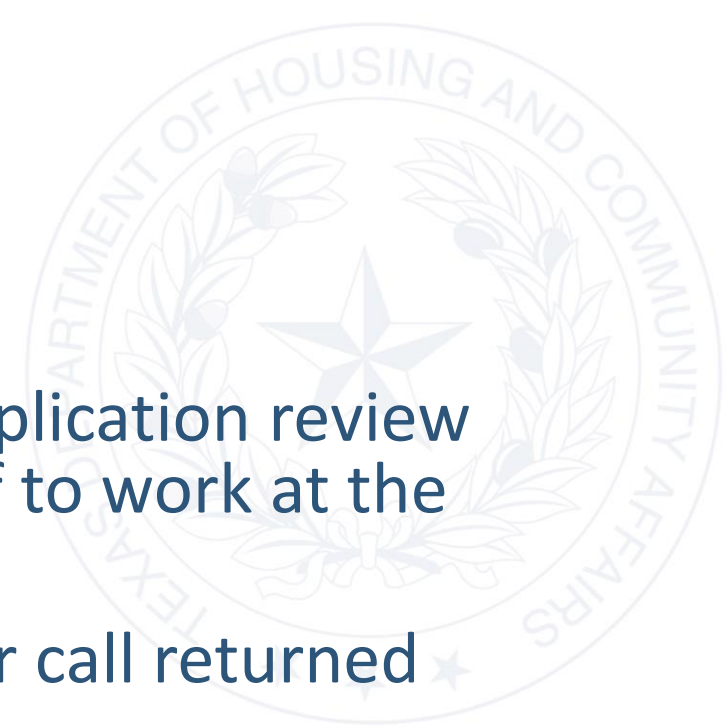 TEXAS DEPARTMENT OF HOUSING AND COMMUNITY AFFAIRS
plication review
to work at the
r call returned